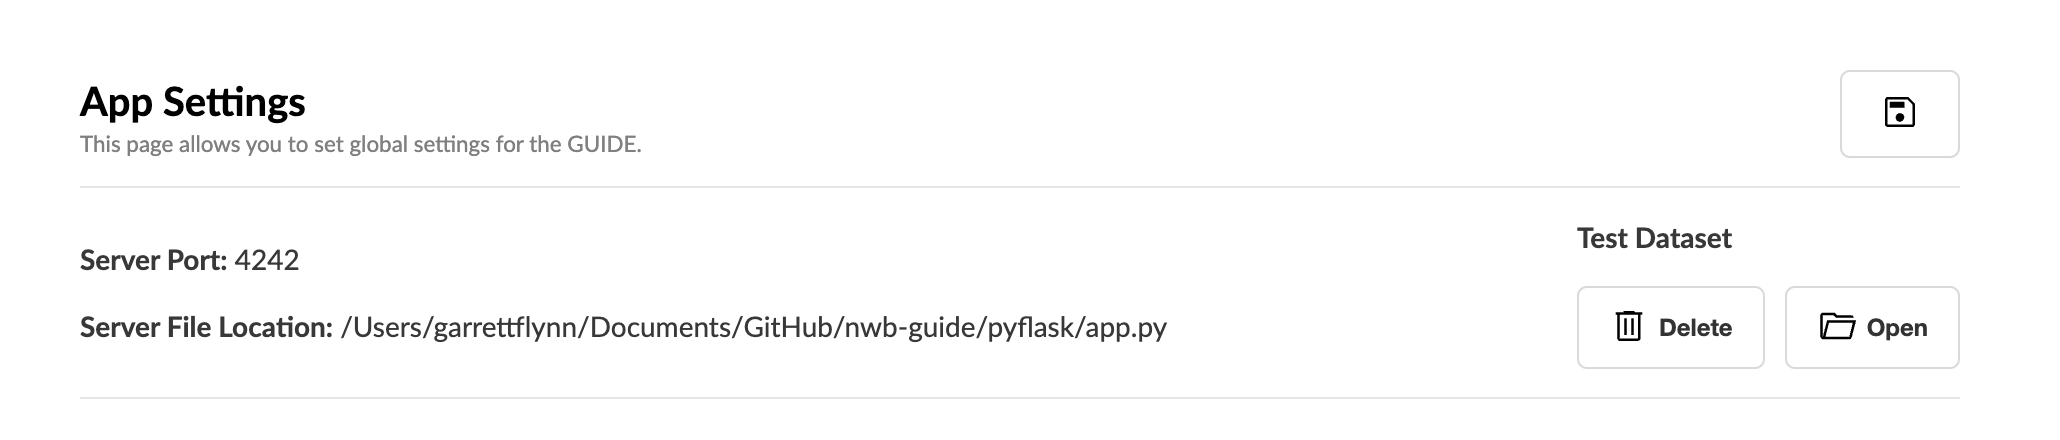 App Settings
This page allows you to set global settings for the GUIDE.
Server Port: 4242
Server File Location: /Users/garrettflynn/Documents/GitHub/nwb-guide/pyflask/app.py
Test Dataset
Delete
Open